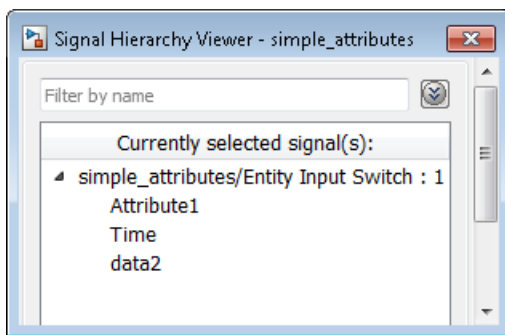 Signal Hierarchy Viewer - simple_attributes
Filter by name
Currently selected signal(s):
simple_attributes/Entity Input Switch : 1
Attribute1
Time
data2